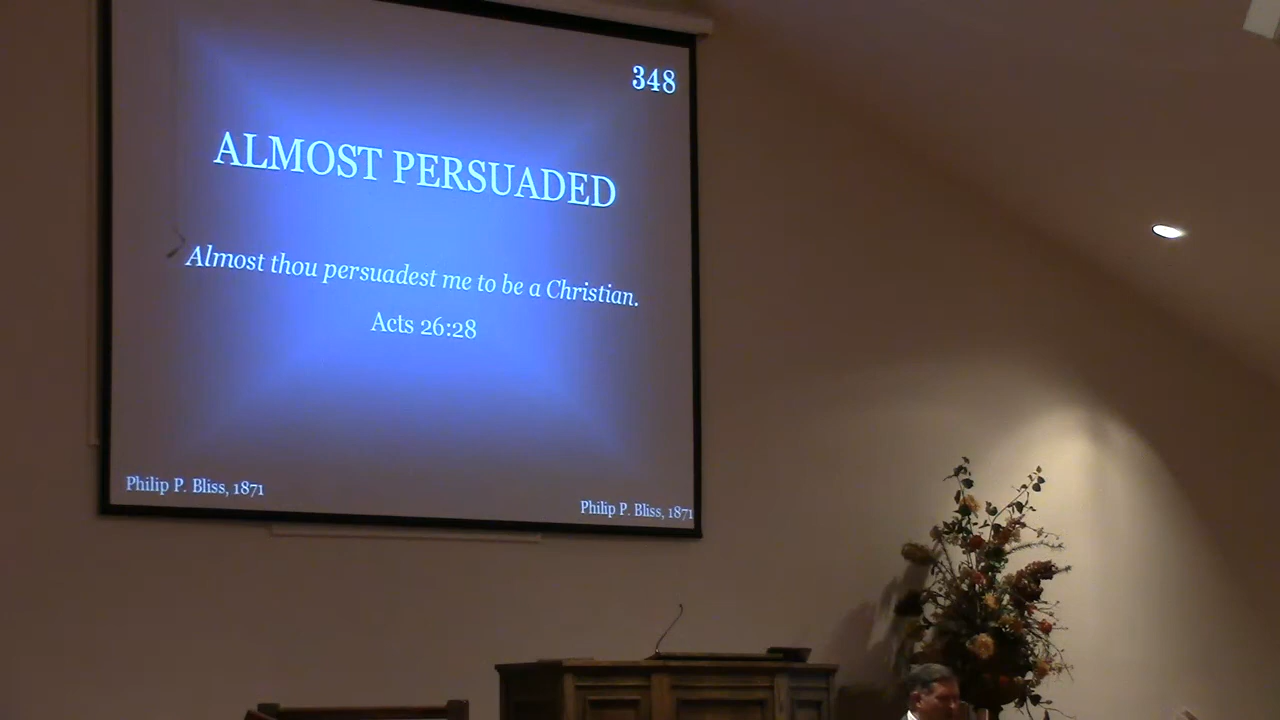 348
ALMOST PERSUADED
Almost thou persuadest me to be a Christian.
Acts 26:28
Philip P. Bliss, 1871
Philip P. Bliss, 1871